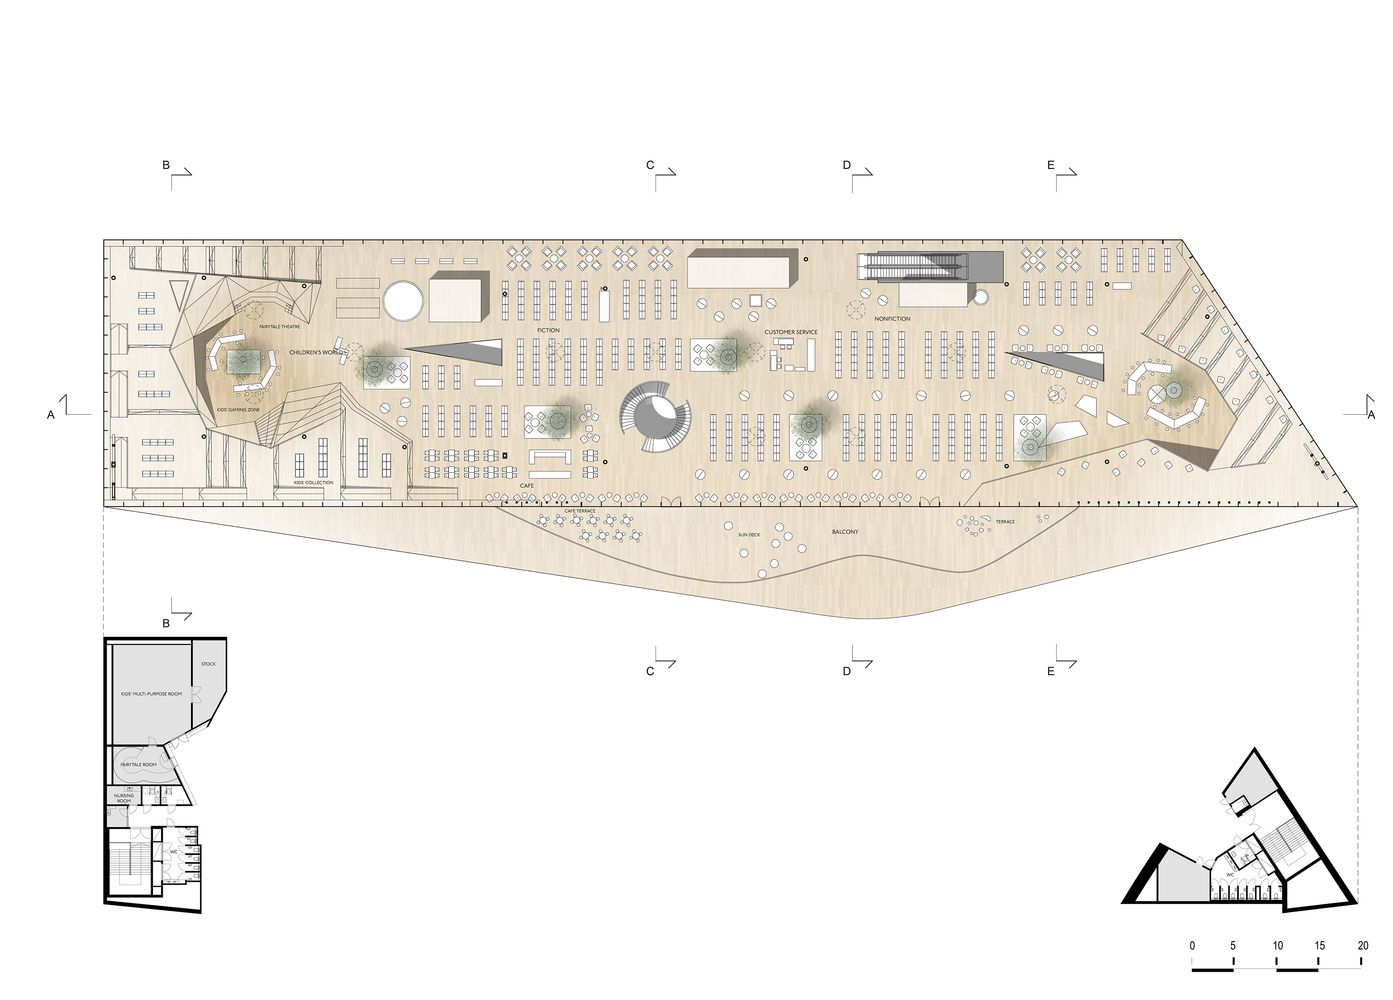 B
C
D
E
FAIRYTALE THEATRE
FICTION
CUSTOMER SERVICE
NONFICTION
CHILDREN'S WORLD
KIDS' GAMING ZONE
A
A
KIDS' COLLECTION
CAFE
CAFE TERRACE
SUN DECK
BALCONY
TERRACE
B
C
D
E
STOCK
KIDS' MULTI-PURPOSE ROOM
FAIRYTALE ROOM
NURSING
ROOM
WC
WC
0 5 10 15 20